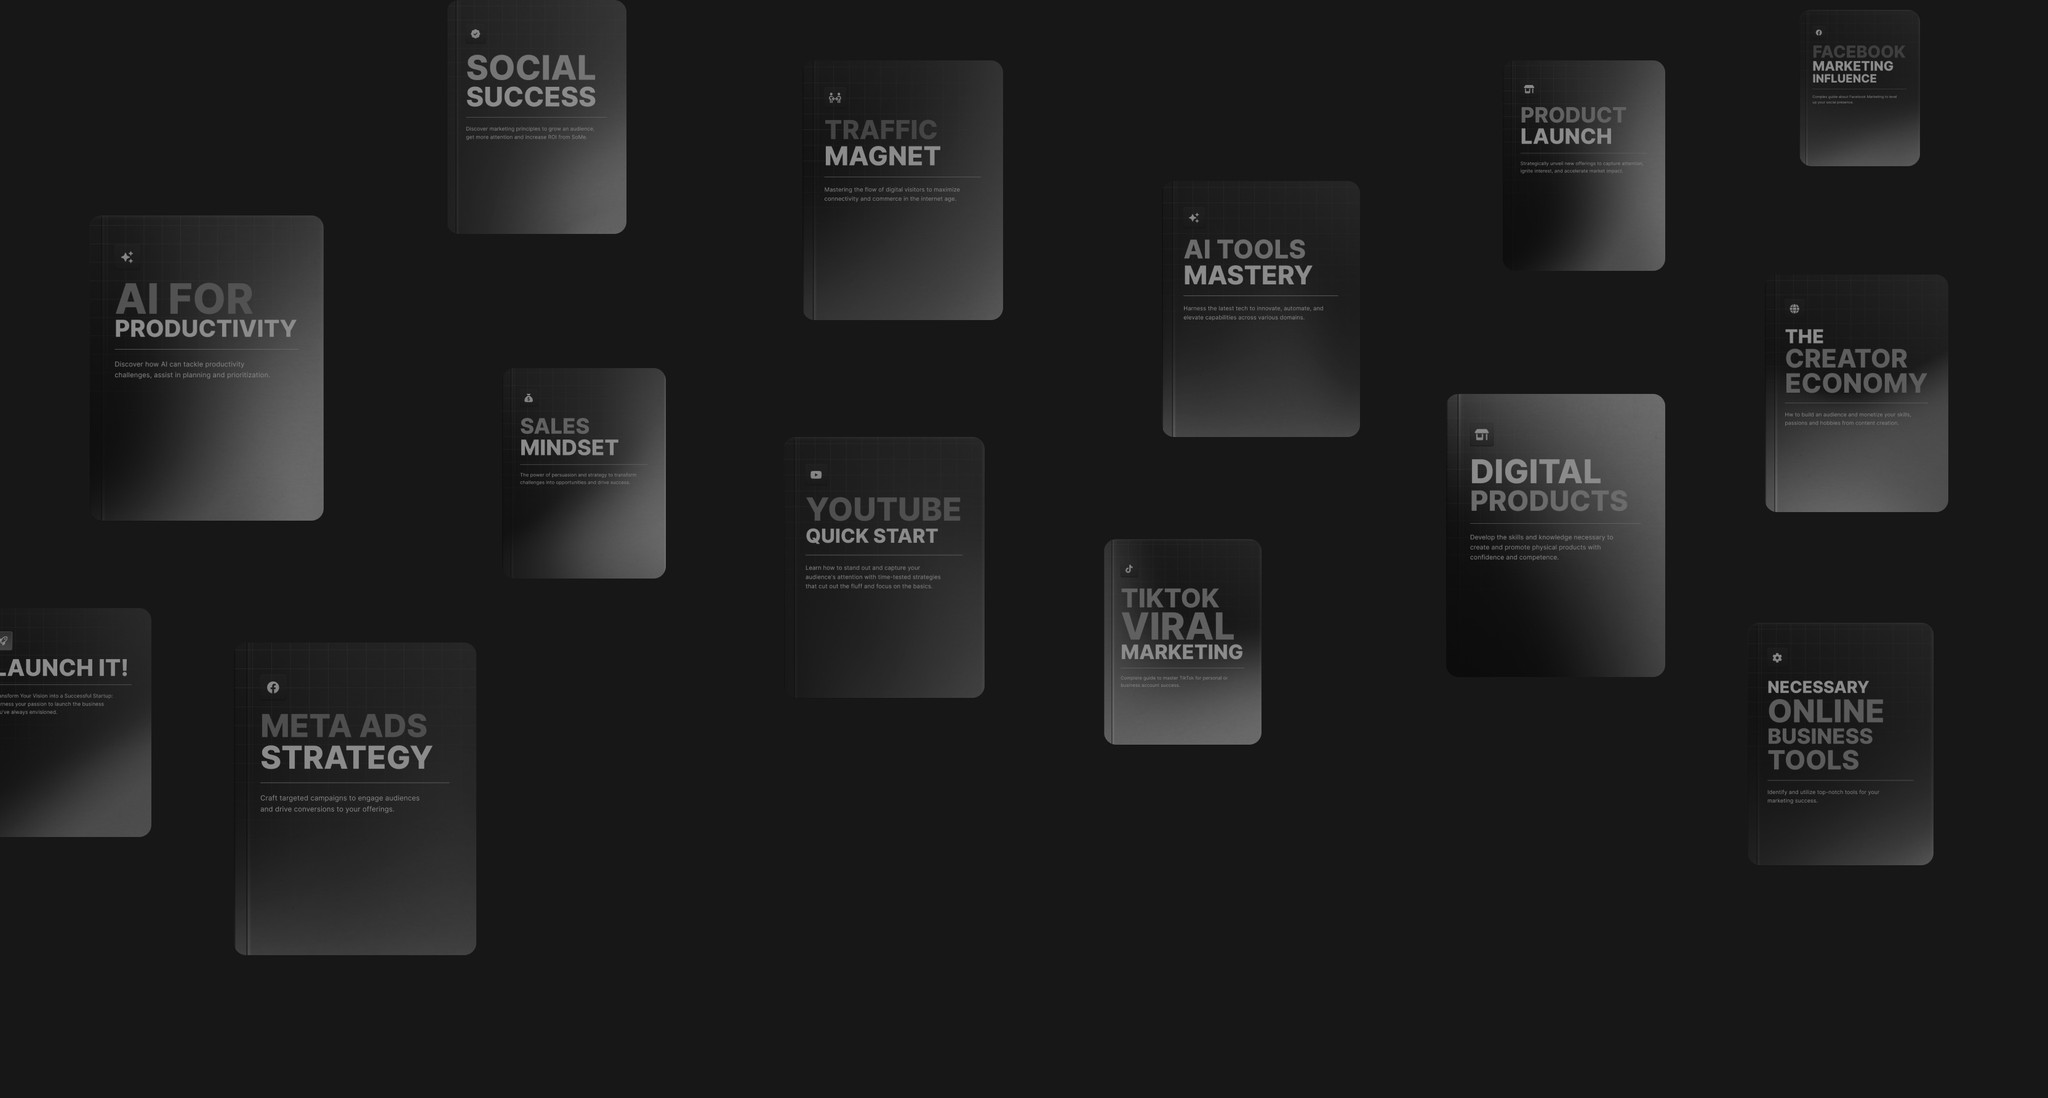 SOCIAL
SUCCESS
Discover marketing principles to grow an audience,
get more attention and increase ROI from SoMe.
TRAFFIC
MAGNET
Mastering the flow of digital visitors to maximize
connectivity and commerce in the internet age.
PRODUCT
LAUNCH
Strategically unveil new offerings to capture attention,
ignite interest, and accelerate market impact.
FACEBOOK
MARKETING
INFLUENCE
Complete guide about Facebook Marketing to level
up your social presence.
AI FOR
PRODUCTIVITY
Discover how AI can tackle productivity
challenges, assist in planning and prioritization.
AI TOOLS
MASTERY
Harness the latest tech to innovate, automate, and
elevate capabilities across various domains.
THE
CREATOR
ECONOMY
Hw to build an audience and monetize your skills,
passions and hobbies from content creation.
SALES
MINDSET
The power of persuasion and strategy to transform
challenges into opportunities and drive success.
YOUTUBE
QUICK START
Learn how to stand out and capture your
audience's attention with time-tested strategies
that cut out the fluff and focus on the basics.
DIGITAL
PRODUCTS
Develop the skills and knowledge necessary to
create and promote physical products with
confidence and competence.
TIKTOK
VIRAL
MARKETING
Complete guide to master TikTok for personal or
business account success.
LAUNCH IT!
Your Vision into a Successful Startup:
your passion to launch the business
always envisioned.
META ADS
STRATEGY
Craft targeted campaigns to engage audiences
and drive conversions to your offerings.
NECESSARY
ONLINE
BUSINESS
TOOLS
Identify and utilize top-notch tools for your
marketing success.